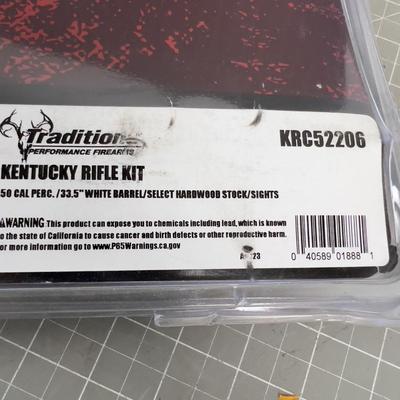 Traditions
PERFORMANCE FIREARMS
KRC52206
KENTUCKY RIFLE KIT
50 CAL PERC. /33.5" WHITE BARREL/SELECT HARDWOOD STOCK/SIGHTS
WARNING This product can expose you to chemicals including lead, which is known
to the state of California to cause cancer and birth defects or other reproductive harm.
For more information go to www.P65Warnings.ca.gov
0 40589 01888 1